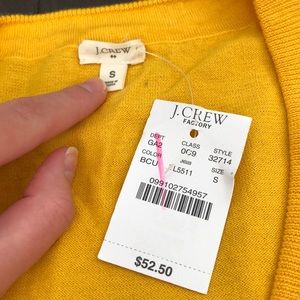 J.CREW
S
J.CREW
FACTORY
DEPT CLASS STYLE
GA2 0C9 32714
COLOR SIZE
BCU L5511 S
099102754957
$52.50